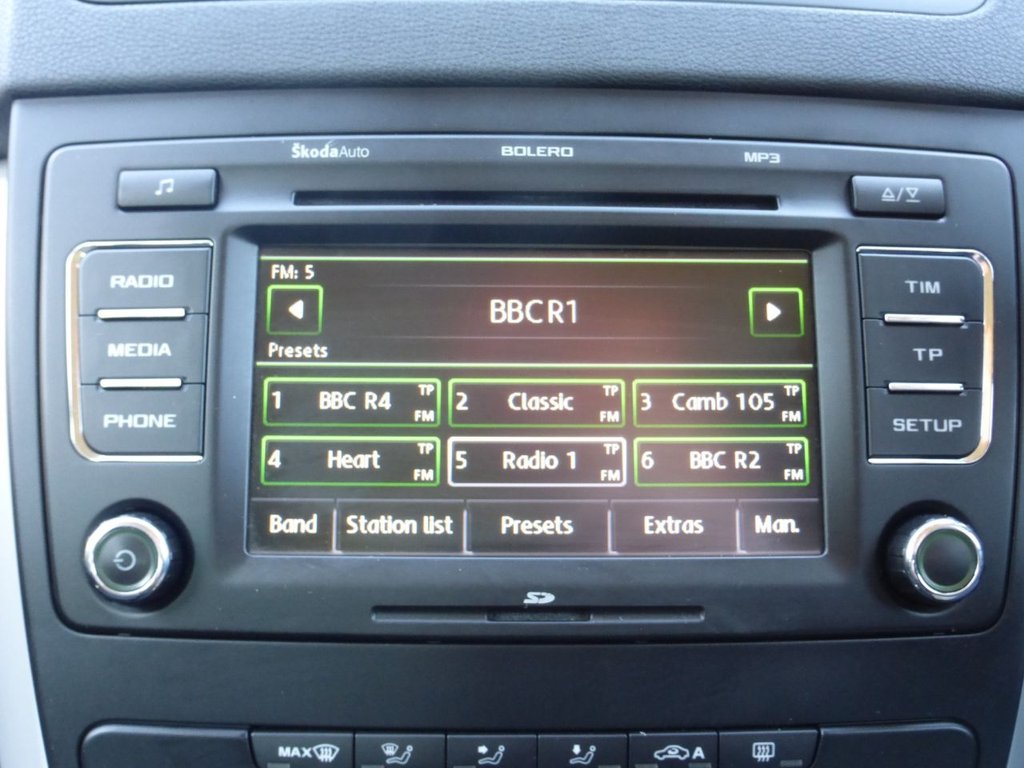 ŠkodaAuto BOLERO MP3
RADIO
MEDIA
PHONE
TIM
TP
SETUP
FM: 5
BBC R1
Presets
1 BBC R4 TP FM
2 Classic TP FM
3 Camb 105 TP FM
4 Heart TP FM
5 Radio 1 TP FM
6 BBC R2 TP FM
Band Station list Presets Extras Man.
SD
MAX A